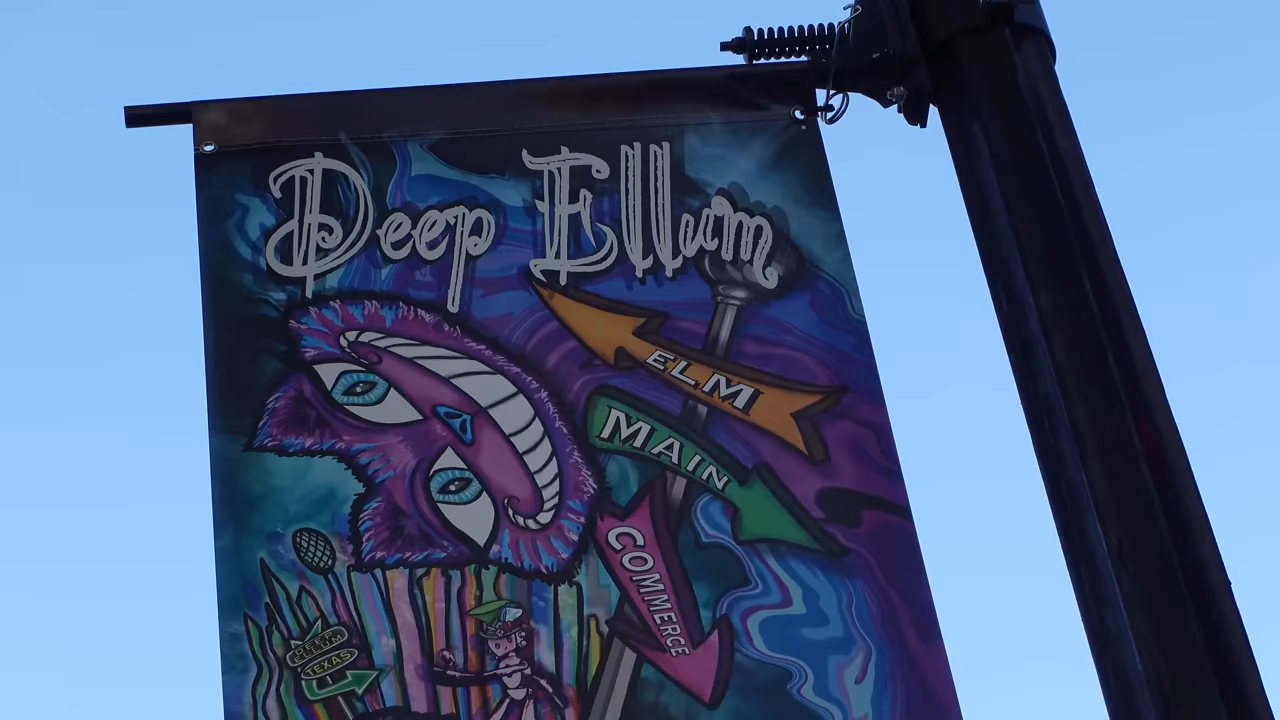 Deep Ellum
ELM
MAIN
COMMERCE
DEEP
ELLUM
TEXAS